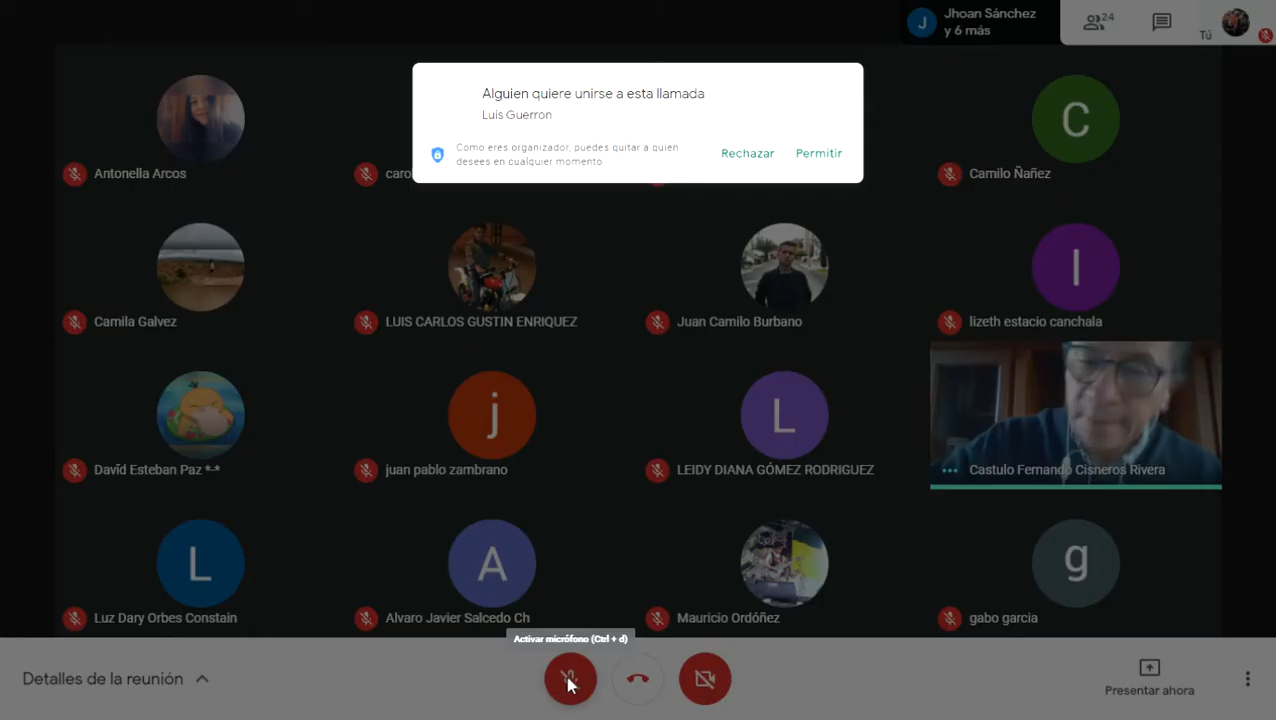 Jhoan Sánchez
y 6 más
J
24
Tú
Alguien quiere unirse a esta llamada
Luis Guerron
Como eres organizador, puedes quitar a quien
desees en cualquier momento
Rechazar
Permitir
C
Antonella Arcos
caro
Camilo Ñañez
I
Camila Galvez
LUIS CARLOS GUSTIN ENRIQUEZ
Juan Camilo Burbano
lizeth estacio canchala
j
L
Davīd Esteban Paz *-*
juan pablo zambrano
LEIDY DIANA GÓMEZ RODRIGUEZ
Castulo Fernando Cisneros Rivera
L
A
g
Luz Dary Orbes Constain
Alvaro Javier Salcedo Ch
Mauricio Ordóñez
gabo garcia
Activar micrófono (Ctrl + d)
Detalles de la reunión
Presentar ahora